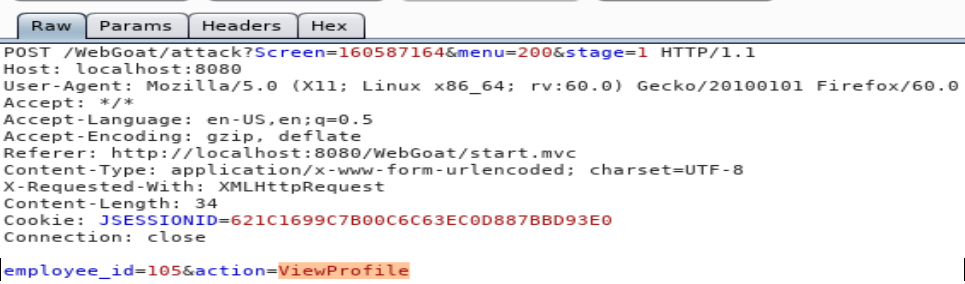 Raw Params Headers Hex
POST /WebGoat/attack?Screen=160587164&menu=200&stage=1 HTTP/1.1
Host: localhost:8080
User-Agent: Mozilla/5.0 (X11; Linux x86_64; rv:60.0) Gecko/20100101 Firefox/60.0
Accept: */*
Accept-Language: en-US,en;q=0.5
Accept-Encoding: gzip, deflate
Referer: http://localhost:8080/WebGoat/start.mvc
Content-Type: application/x-www-form-urlencoded; charset=UTF-8
X-Requested-With: XMLHttpRequest
Content-Length: 34
Cookie: JSESSIONID=621C1699C7B00C6C63EC0D887BBD93E0
Connection: close
employee_id=105&action=ViewProfile